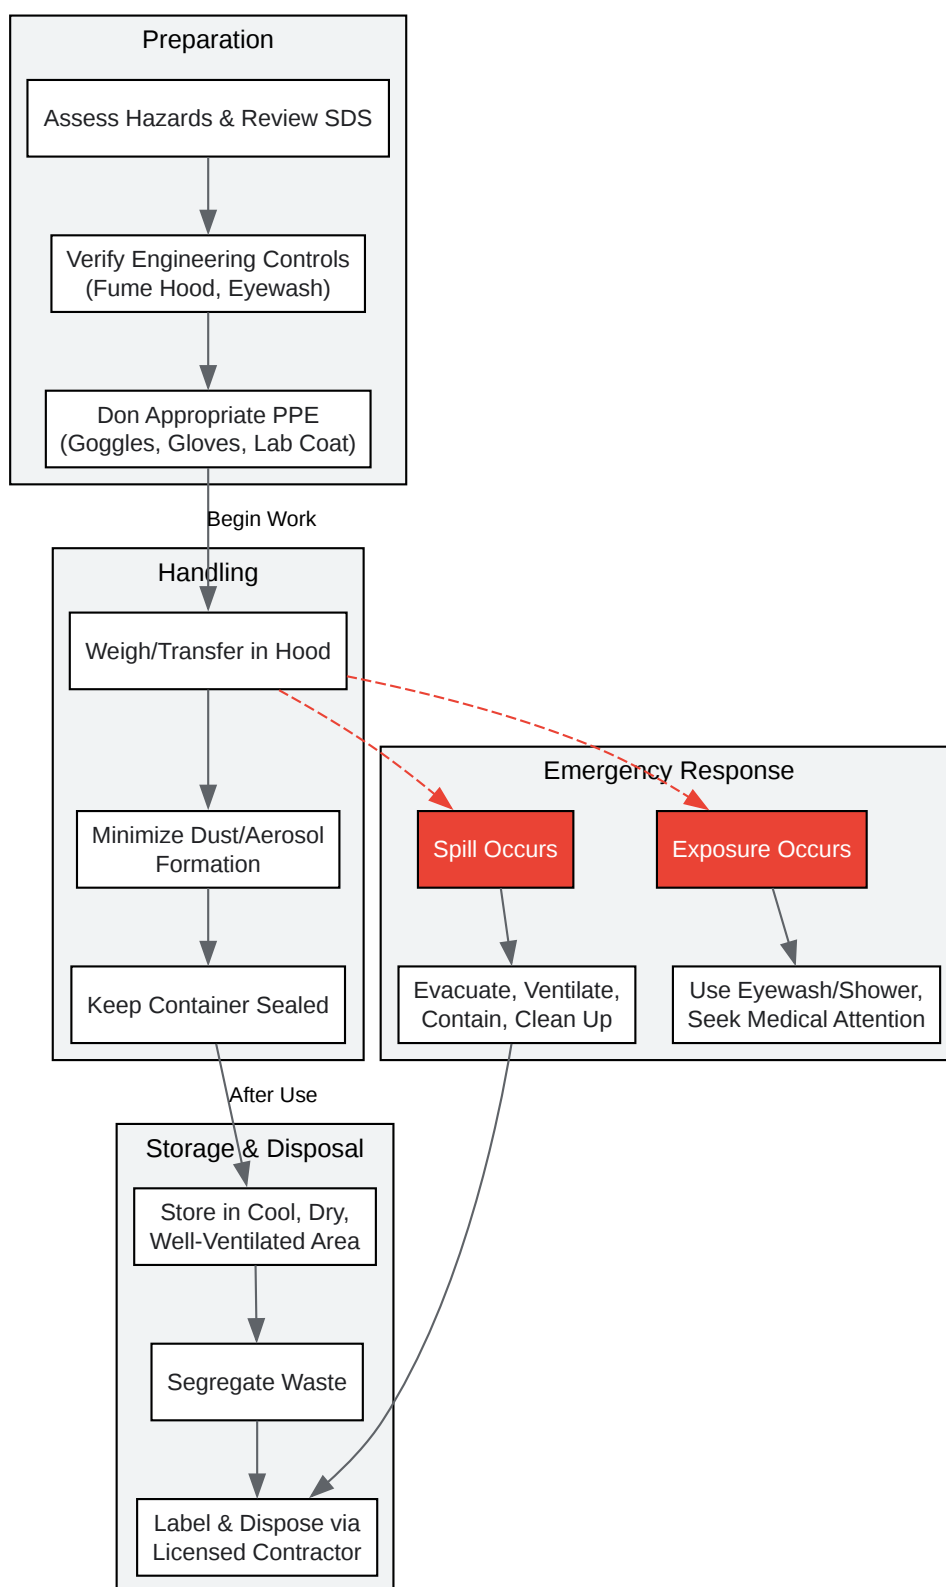 Preparation
Assess Hazards & Review SDS
Verify Engineering Controls
(Fume Hood, Eyewash)
Don Appropriate PPE
(Goggles, Gloves, Lab Coat)
Begin Work
Handling
Weigh/Transfer in Hood
Minimize Dust/Aerosol
Formation
Keep Container Sealed
Emergency Response
Spill Occurs
Exposure Occurs
Evacuate, Ventilate,
Contain, Clean Up
Use Eyewash/Shower,
Seek Medical Attention
After Use
Storage & Disposal
Store in Cool, Dry,
Well-Ventilated Area
Segregate Waste
Label & Dispose via
Licensed Contractor